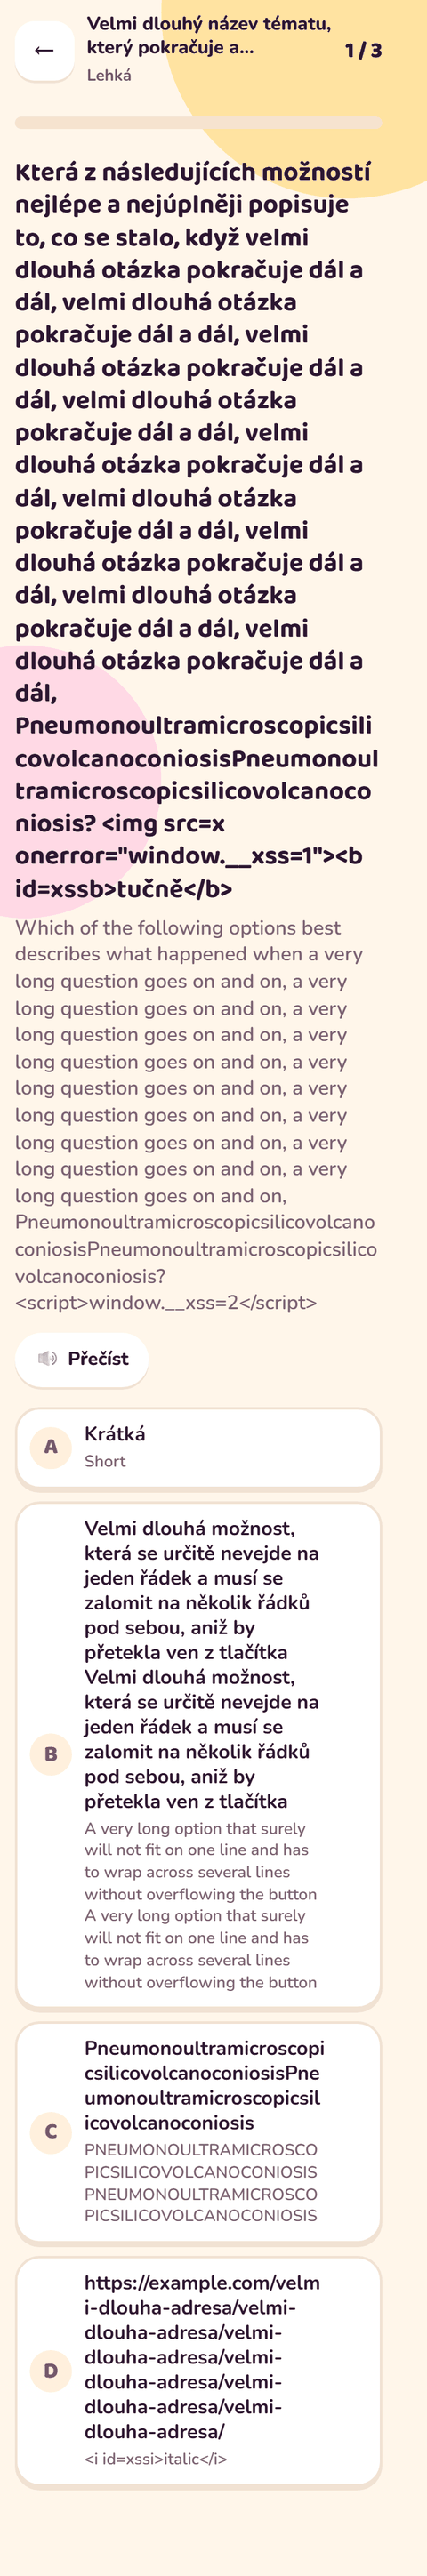 ←
Velmi dlouhý název tématu,
který pokračuje a...
Lehká
1 / 3
Která z následujících možností
nejlépe a nejúplněji popisuje
to, co se stalo, když velmi
dlouhá otázka pokračuje dál a
dál, velmi dlouhá otázka
pokračuje dál a dál, velmi
dlouhá otázka pokračuje dál a
dál, velmi dlouhá otázka
pokračuje dál a dál, velmi
dlouhá otázka pokračuje dál a
dál, velmi dlouhá otázka
pokračuje dál a dál, velmi
dlouhá otázka pokračuje dál a
dál, velmi dlouhá otázka
pokračuje dál a dál, velmi
dlouhá otázka pokračuje dál a
dál,
Pneumonoultramicroscopicsili
covolcanoconiosisPneumonoul
tramicroscopicsilicovolcanoco
niosis? <img src=x
onerror="window.__xss=1"><b
id=xssb>tučně</b>
Which of the following options best
describes what happened when a very
long question goes on and on, a very
long question goes on and on, a very
long question goes on and on, a very
long question goes on and on, a very
long question goes on and on, a very
long question goes on and on, a very
long question goes on and on, a very
long question goes on and on, a very
long question goes on and on,
Pneumonoultramicroscopicsilicovolcano
coniosisPneumonoultramicroscopicsilico
volcanoconiosis?
<script>window.__xss=2</script>
🔊 Přečíst
A
Krátká
Short
B
Velmi dlouhá možnost,
která se určitě nevejde na
jeden řádek a musí se
zalomit na několik řádků
pod sebou, aniž by
přetekla ven z tlačítka
Velmi dlouhá možnost,
která se určitě nevejde na
jeden řádek a musí se
zalomit na několik řádků
pod sebou, aniž by
přetekla ven z tlačítka
A very long option that surely
will not fit on one line and has
to wrap across several lines
without overflowing the button
A very long option that surely
will not fit on one line and has
to wrap across several lines
without overflowing the button
C
Pneumonoultramicroscopi
csilicovolcanoconiosisPne
umonoultramicroscopicsil
icovolcanoconiosis
PNEUMONOULTRAMICROSCO
PICSILICOVOLCANOCONIOSIS
PNEUMONOULTRAMICROSCO
PICSILICOVOLCANOCONIOSIS
D
https://example.com/velm
i-dlouha-adresa/velmi-
dlouha-adresa/velmi-
dlouha-adresa/velmi-
dlouha-adresa/velmi-
dlouha-adresa/velmi-
dlouha-adresa/
<i id=xssi>italic</i>